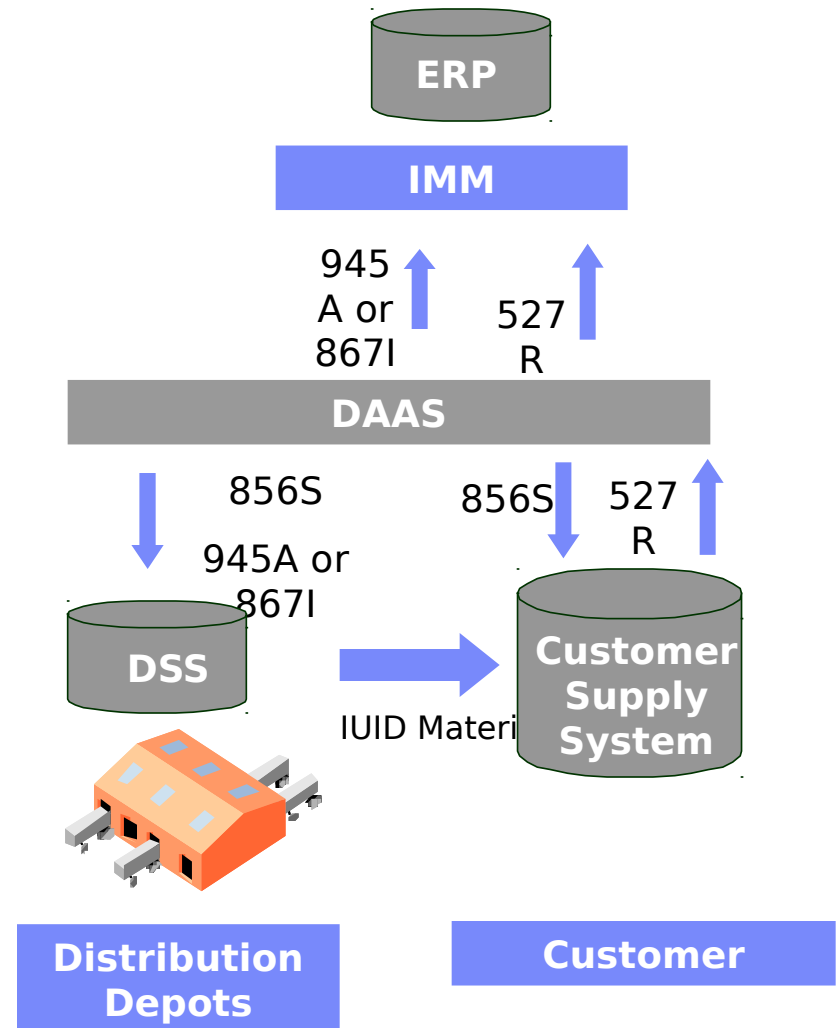 ERP
IMM
945
A or
867I
527
R
DAAS
856S
945A or
867I
856S
527
R
DSS
IUID Materi
Customer
Supply
System
Distribution
Depots
Customer